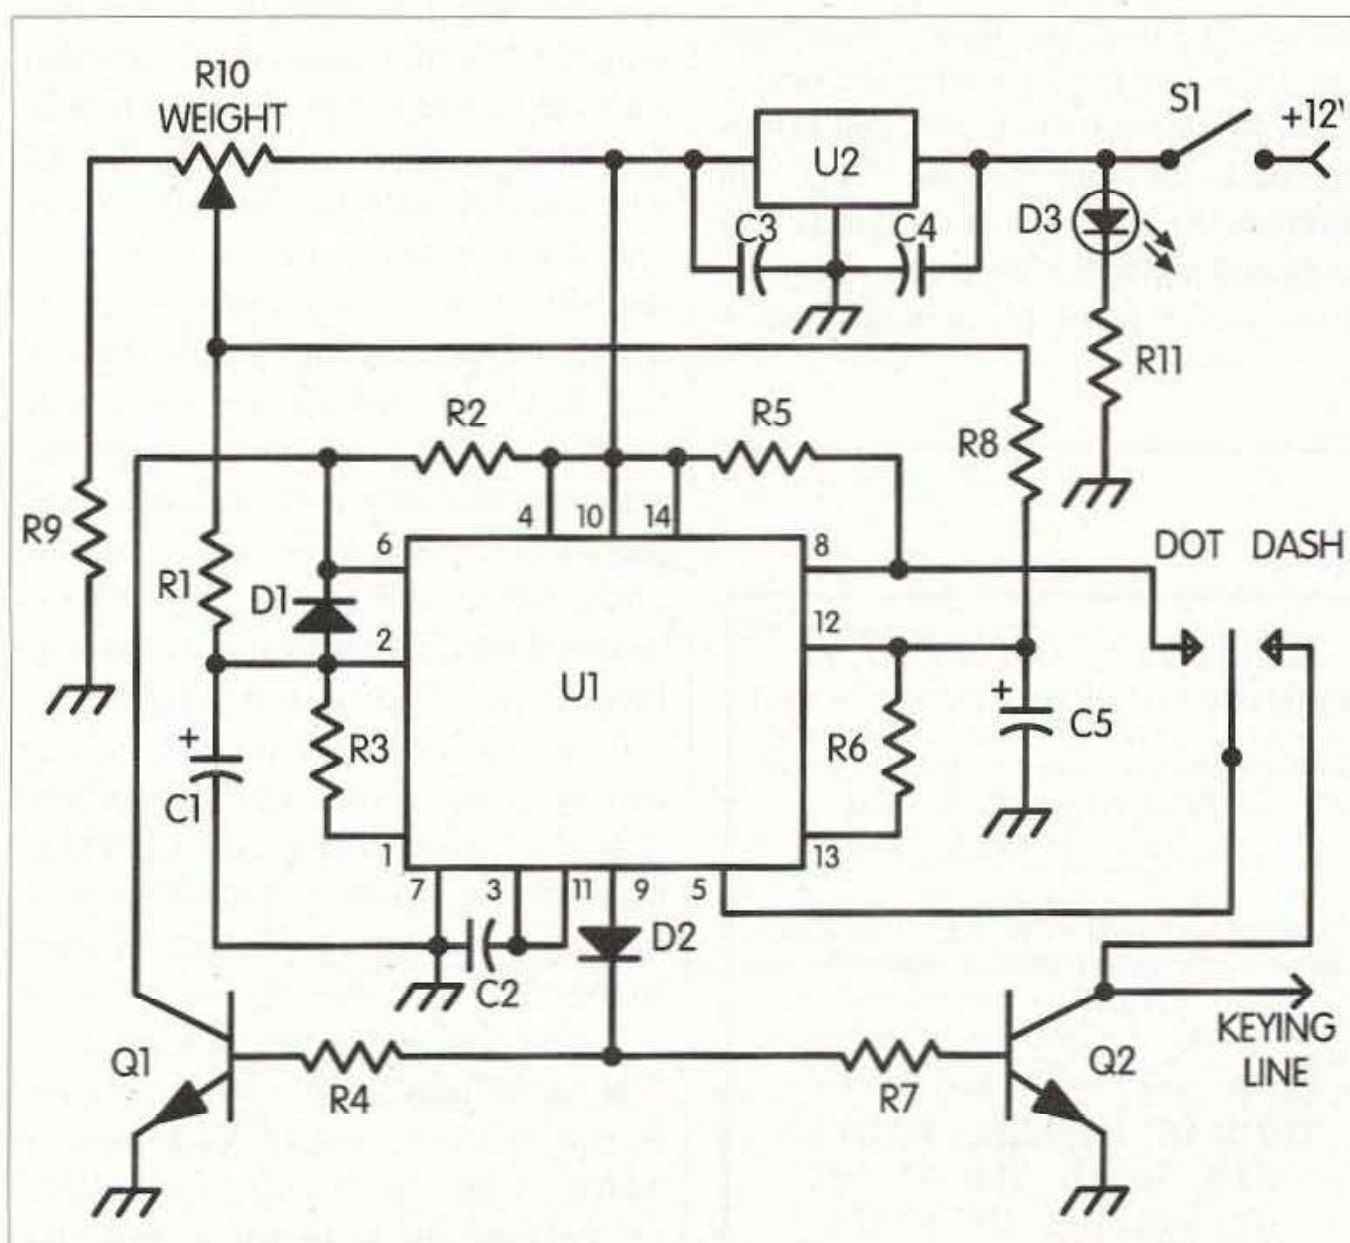 R10
WEIGHT
U2
S1
+12'
C3
C4
D3
R11
R2
R5
R8
R9
4
10
14
6
8
DOT DASH
R1
D1
12
2
U1
+
+
C5
R3
R6
C1
1
13
7
3
11
9
5
D2
C2
KEYING
LINE
Q1
Q2
R4
R7